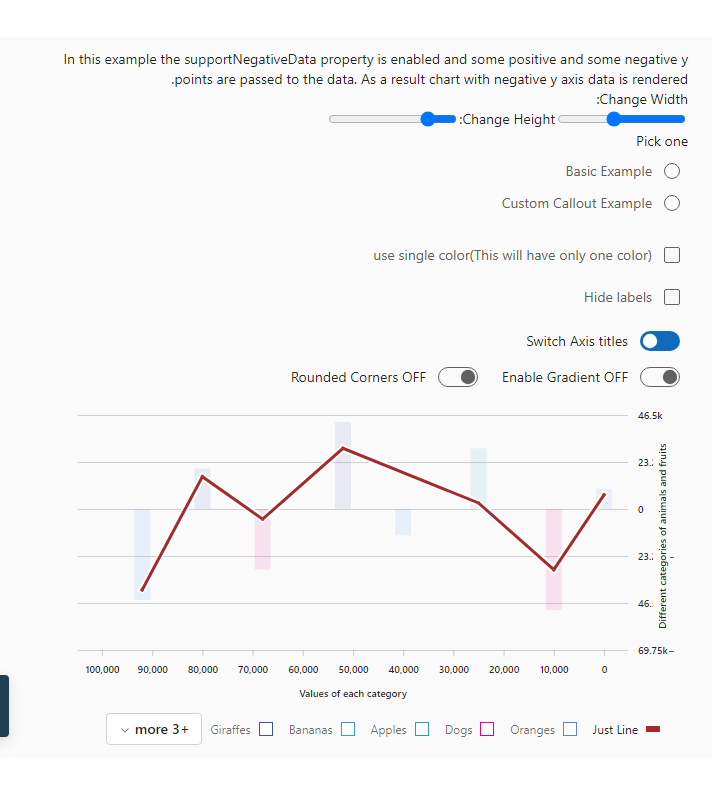 In this example the supportNegativeData property is enabled and some positive and some negative y
.points are passed to the data. As a result chart with negative y axis data is rendered
:Change Width
:Change Height
Pick one
Basic Example
Custom Callout Example
use single color(This will have only one color)
Hide labels
Switch Axis titles
Rounded Corners OFF Enable Gradient OFF
46.5k
23.:
0
23.: –
46.:
69.75k–
Different categories of animals and fruits
100,000 90,000 80,000 70,000 60,000 50,000 40,000 30,000 20,000 10,000 0
Values of each category
more 3+ Giraffes Bananas Apples Dogs Oranges Just Line